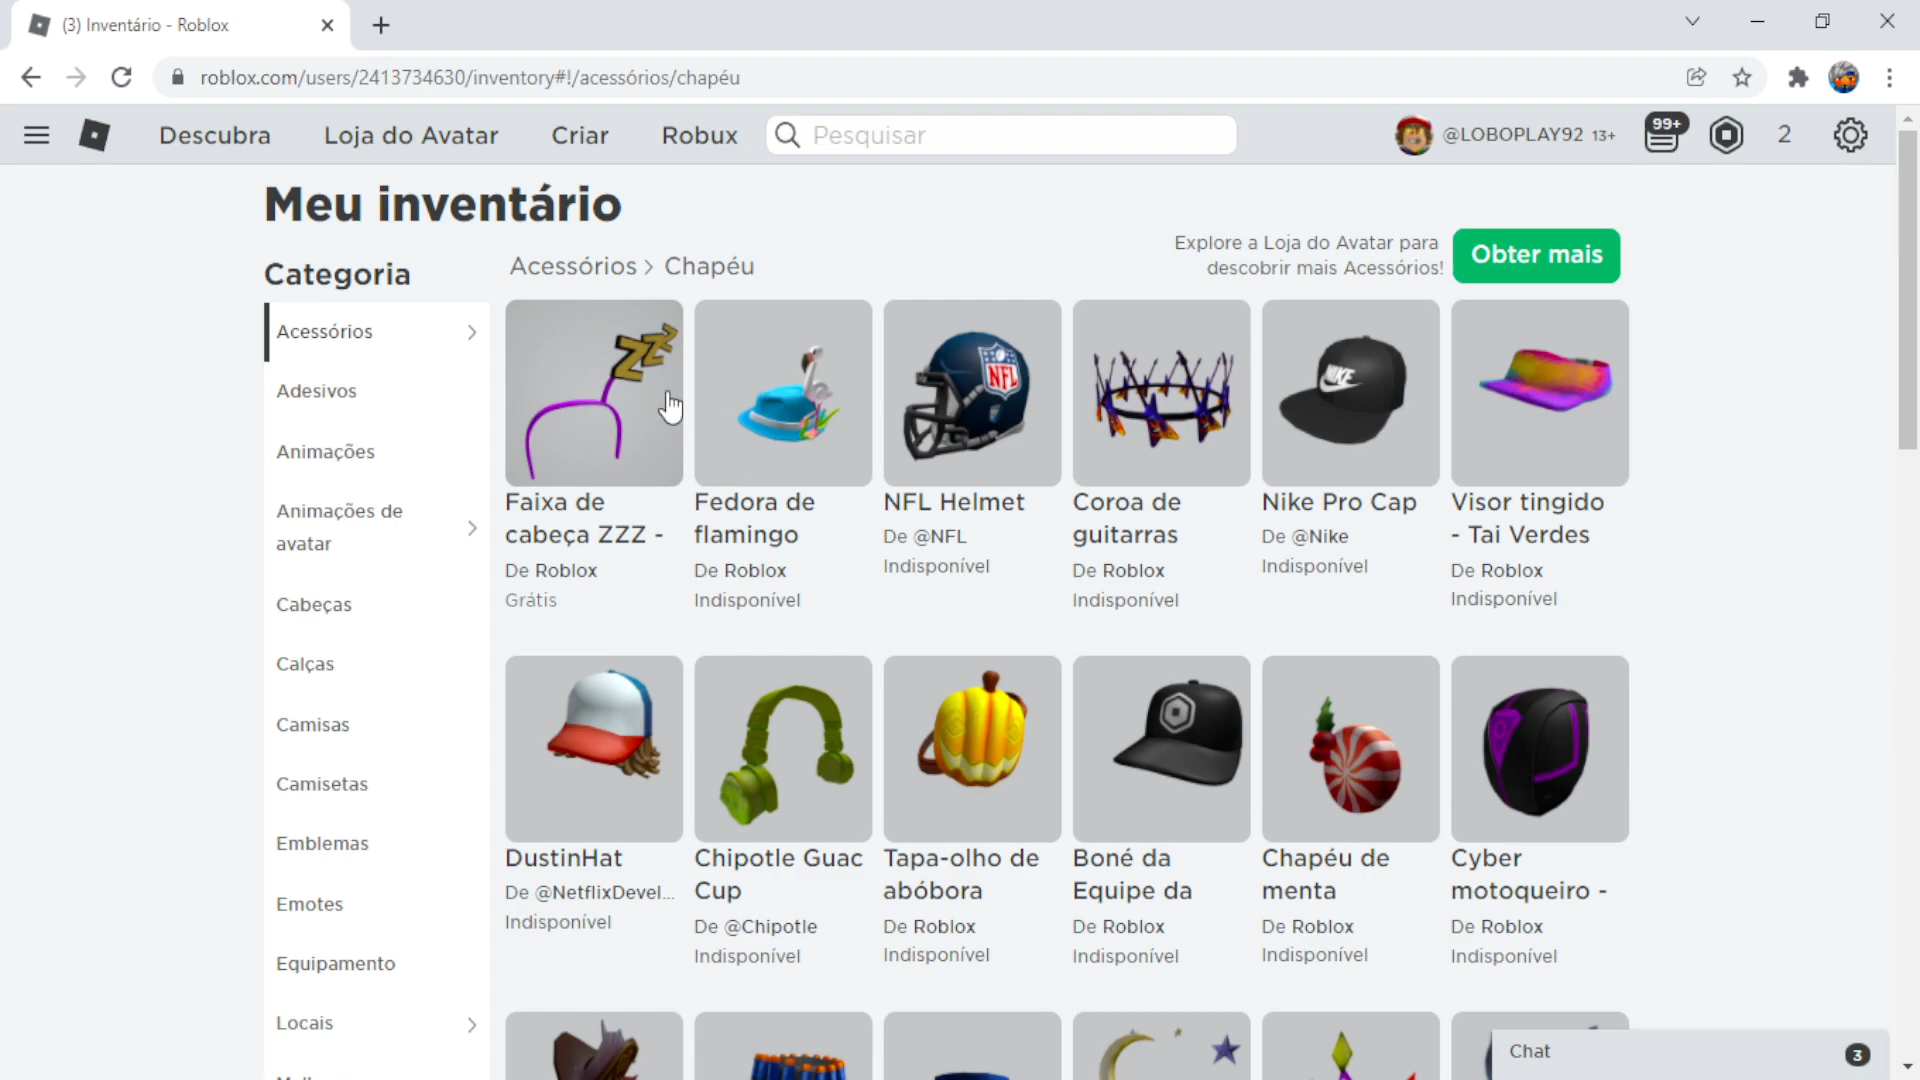 (3) Inventário - Roblox
roblox.com/users/2413734630/inventory#!/acessórios/chapéu
Descubra
Loja do Avatar
Criar
Robux
Pesquisar
@LOBOPLAY92 13+
99+
2
Meu inventário
Categoria
Acessórios > Chapéu
Explore a Loja do Avatar para
descobrir mais Acessórios!
Obter mais
Acessórios
Adesivos
Animações
Animações de
avatar
Cabeças
Calças
Camisas
Camisetas
Emblemas
Emotes
Equipamento
Locais
ZZZ
Faixa de
cabeça ZZZ -
De Roblox
Grátis
Fedora de
flamingo
De Roblox
Indisponível
NFL
NFL Helmet
De @NFL
Indisponível
Coroa de
guitarras
De Roblox
Indisponível
NIKE
Nike Pro Cap
De @Nike
Indisponível
Visor tingido
- Tai Verdes
De Roblox
Indisponível
DustinHat
De @NetflixDevel...
Indisponível
Chipotle Guac
Cup
De @Chipotle
Indisponível
Tapa-olho de
abóbora
De Roblox
Indisponível
Boné da
Equipe da
De Roblox
Indisponível
Chapéu de
menta
De Roblox
Indisponível
Cyber
motoqueiro -
De Roblox
Indisponível
Chat
3